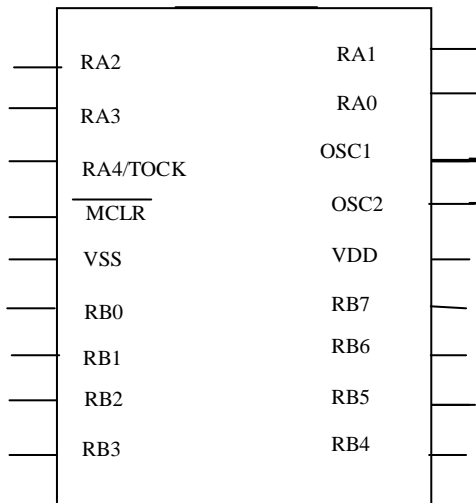 RA2 RA1
RA3 RA0
RA4/TOCK OSC1
MCLR OSC2
VSS VDD
RB0 RB7
RB1 RB6
RB2 RB5
RB3 RB4